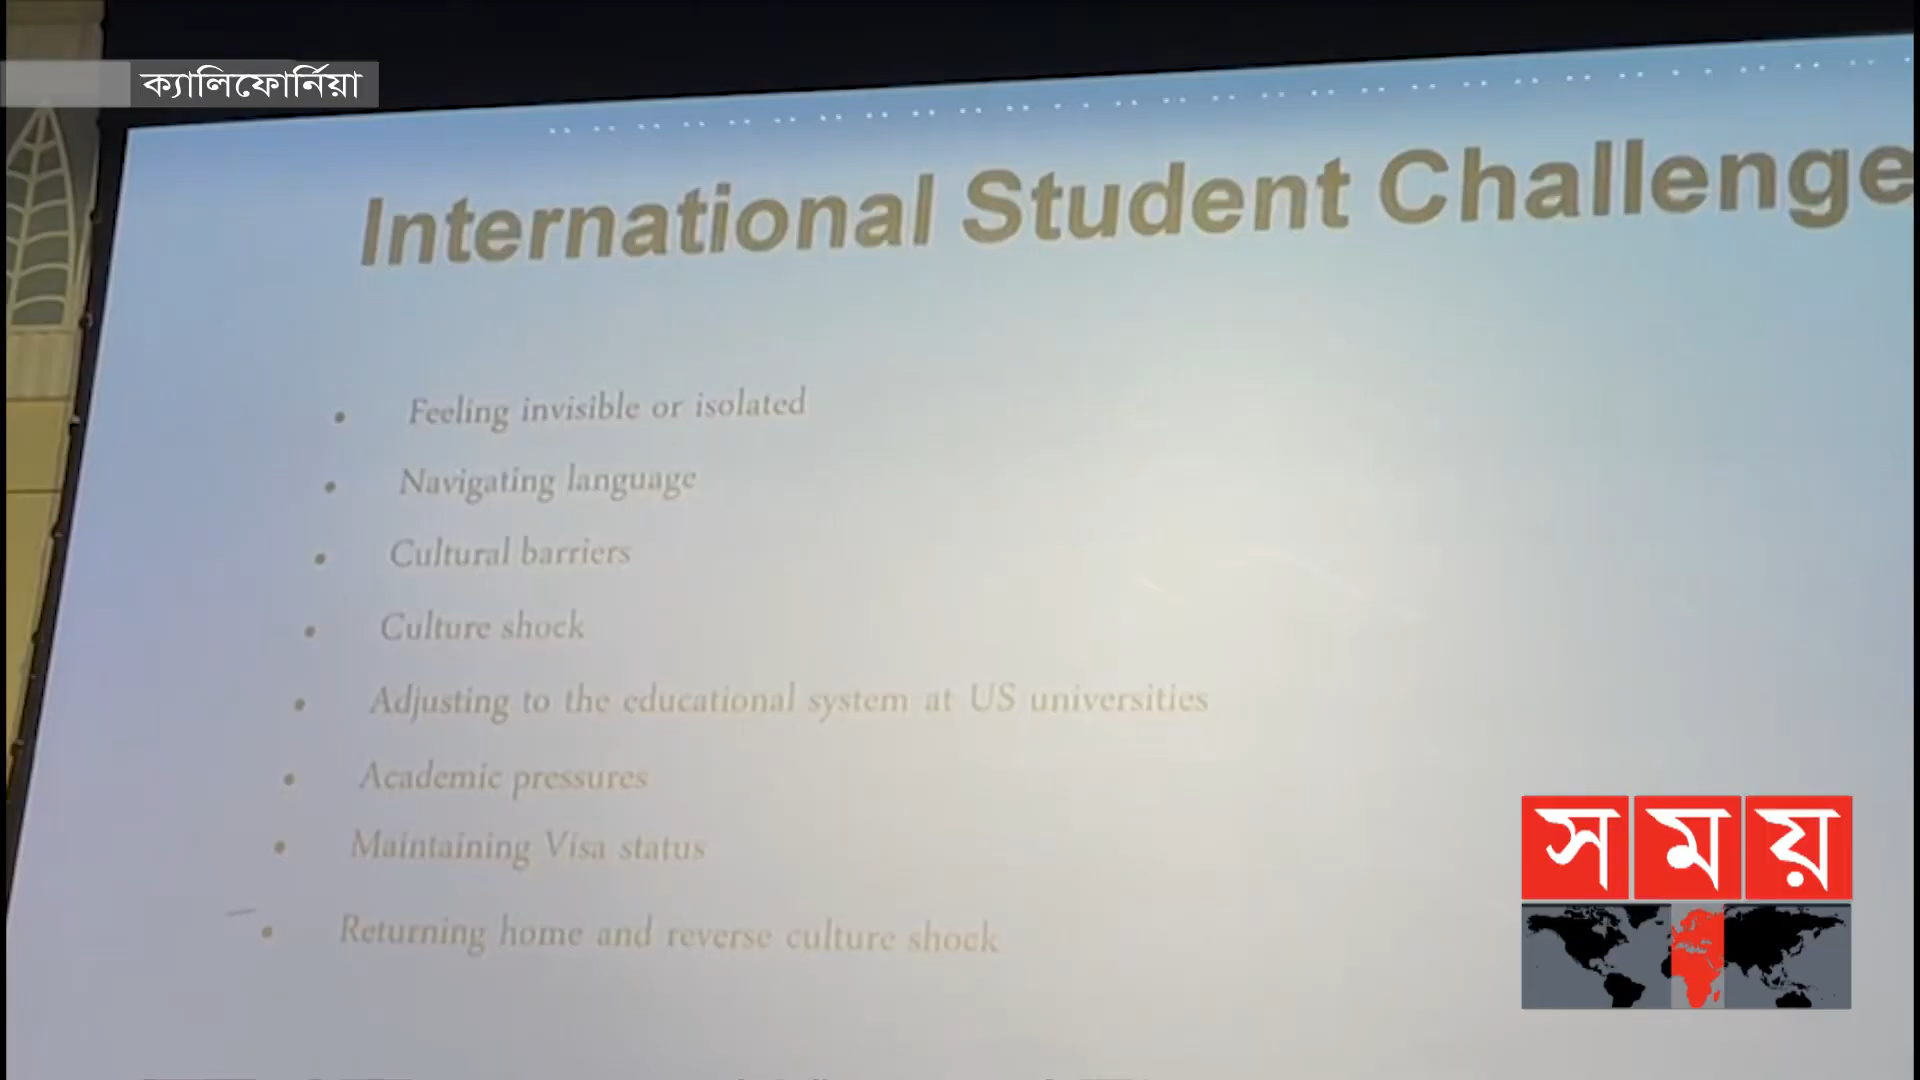 ক্যালিফোর্নিয়া
International Student Challenge
• Feeling invisible or isolated
• Navigating language
• Cultural barriers
• Culture shock
• Adjusting to the educational system at US universities
• Academic pressures
• Maintaining Visa status
• Returning home and reverse culture shock
সময়